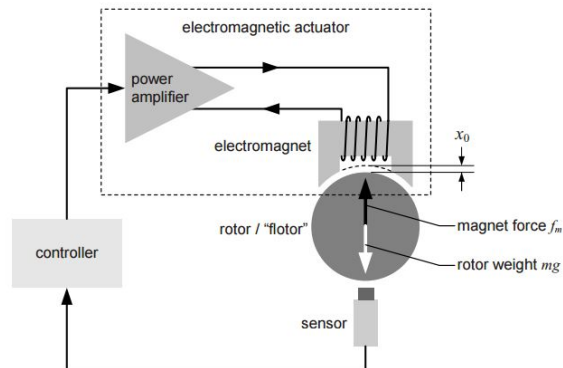 electromagnetic actuator
power
amplifier
electromagnet
x₀
rotor / “flotor”
magnet force fₘ
controller
rotor weight mg
sensor